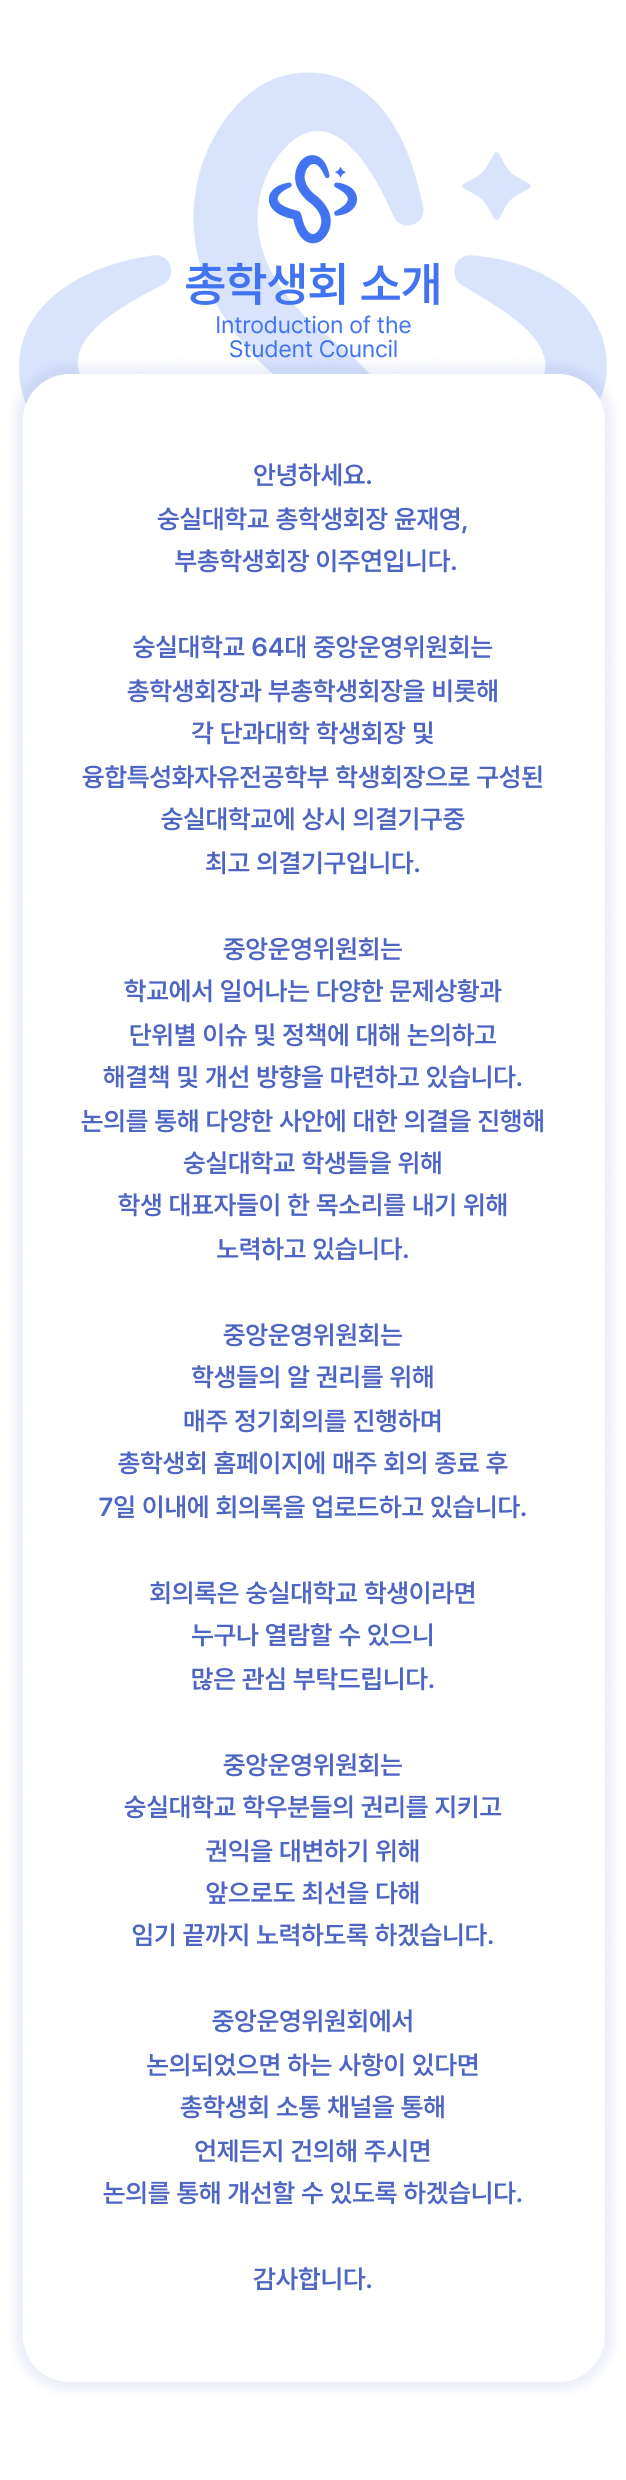 총학생회 소개
Introduction of the
Student Council
안녕하세요.
숭실대학교 총학생회장 윤재영,
부총학생회장 이주연입니다.
숭실대학교 64대 중앙운영위원회는
총학생회장과 부총학생회장을 비롯해
각 단과대학 학생회장 및
융합특성화자유전공학부 학생회장으로 구성된
숭실대학교에 상시 의결기구중
최고 의결기구입니다.
중앙운영위원회는
학교에서 일어나는 다양한 문제상황과
단위별 이슈 및 정책에 대해 논의하고
해결책 및 개선 방향을 마련하고 있습니다.
논의를 통해 다양한 사안에 대한 의결을 진행해
숭실대학교 학생들을 위해
학생 대표자들이 한 목소리를 내기 위해
노력하고 있습니다.
중앙운영위원회는
학생들의 알 권리를 위해
매주 정기회의를 진행하며
총학생회 홈페이지에 매주 회의 종료 후
7일 이내에 회의록을 업로드하고 있습니다.
회의록은 숭실대학교 학생이라면
누구나 열람할 수 있으니
많은 관심 부탁드립니다.
중앙운영위원회는
숭실대학교 학우분들의 권리를 지키고
권익을 대변하기 위해
앞으로도 최선을 다해
임기 끝까지 노력하도록 하겠습니다.
중앙운영위원회에서
논의되었으면 하는 사항이 있다면
총학생회 소통 채널을 통해
언제든지 건의해 주시면
논의를 통해 개선할 수 있도록 하겠습니다.
감사합니다.